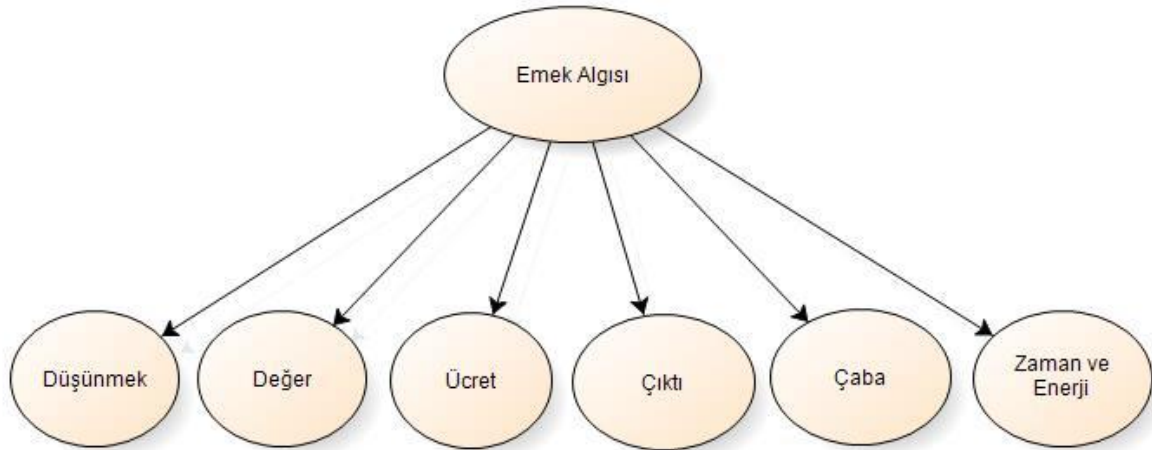 Emek Algısı
Düşünmek
Değer
Ücret
Çıktı
Çaba
Zaman ve
Enerji